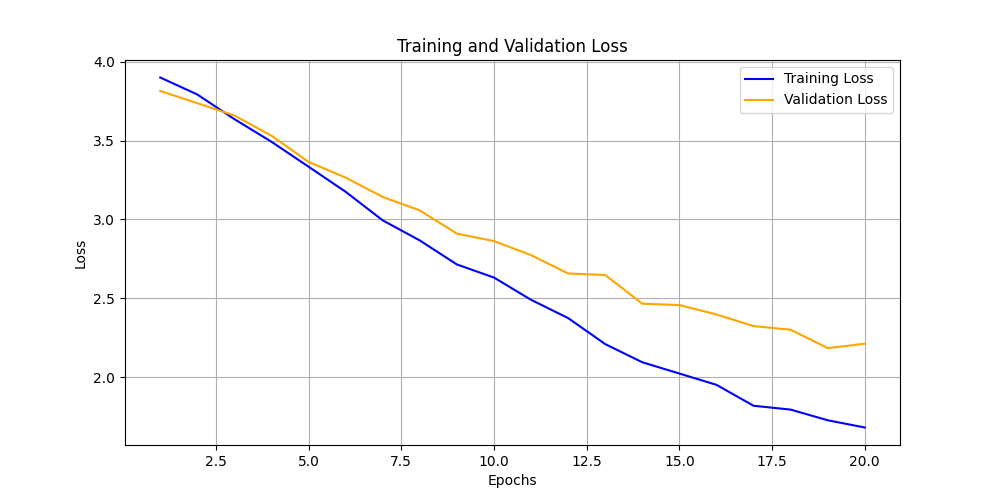 Training and Validation Loss
Training Loss
Validation Loss
4.0
3.5
3.0
2.5
2.0
Loss
2.5 5.0 7.5 10.0 12.5 15.0 17.5 20.0
Epochs